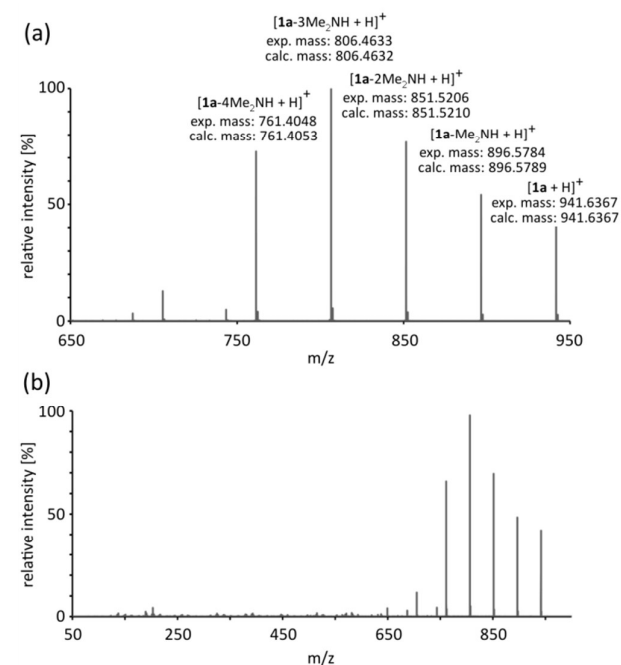 (a)
[1a-3Me₂NH + H]⁺
exp. mass: 806.4633
calc. mass: 806.4632
[1a-2Me₂NH + H]⁺
exp. mass: 851.5206
calc. mass: 851.5210
[1a-4Me₂NH + H]⁺
exp. mass: 761.4048
calc. mass: 761.4053
[1a-Me₂NH + H]⁺
exp. mass: 896.5784
calc. mass: 896.5789
[1a + H]⁺
exp. mass: 941.6367
calc. mass: 941.6367
relative intensity [%]
100
50
0
650 750 850 950
m/z
(b)
relative intensity [%]
100
50
0
50 250 450 650 850
m/z